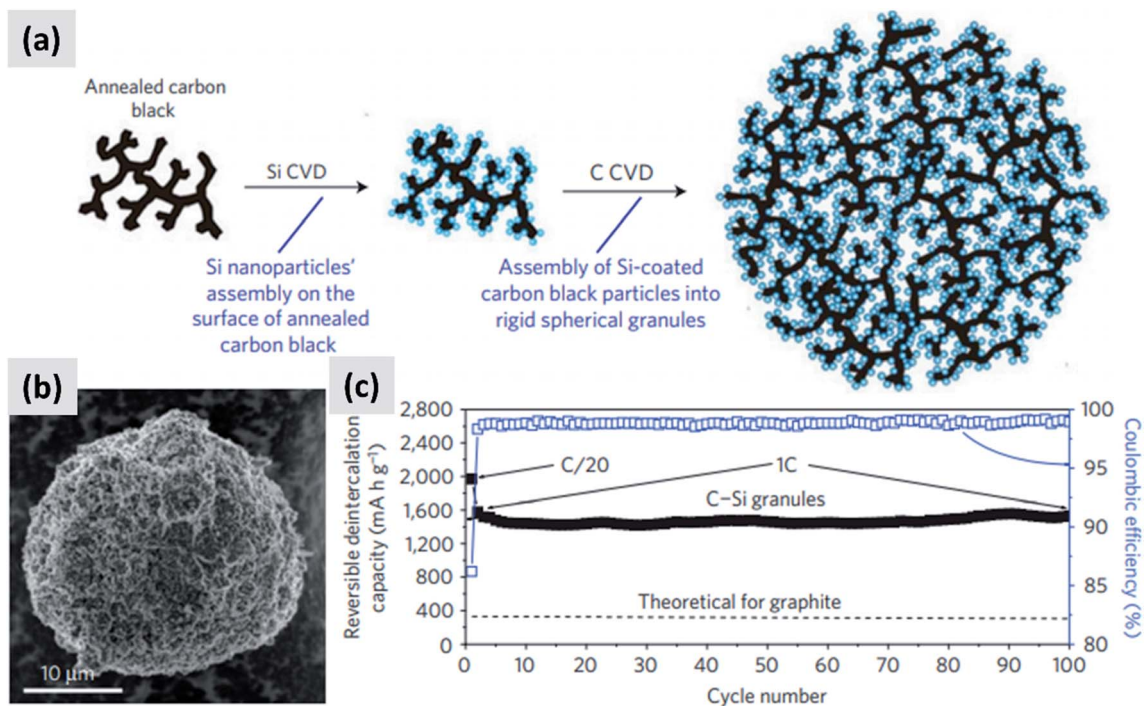 (a)
Annealed carbon
black
Si CVD
C CVD
Si nanoparticles'
assembly on the
surface of annealed
carbon black
Assembly of Si-coated
carbon black particles into
rigid spherical granules
(b)
10 μm
(c)
Reversible deintercalation
capacity (mA h g⁻¹)
2,800
2,400
2,000
1,600
1,200
800
400
0
C/20
1C
C–Si granules
Theoretical for graphite
100
95
90
85
80
Coulombic efficiency (%)
0 10 20 30 40 50 60 70 80 90 100
Cycle number